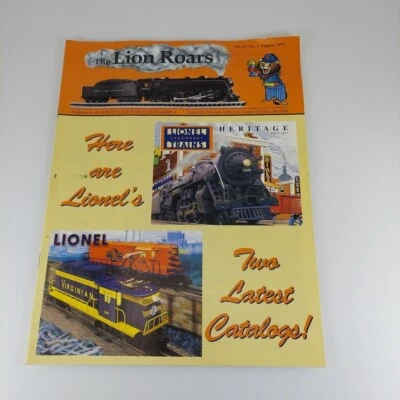 The Lion Roars
HERITAGE
LIONEL
TRAINS
Here
are
Lionel's
LIONEL
VIRGINIAN
Two
Latest
Catalogs!